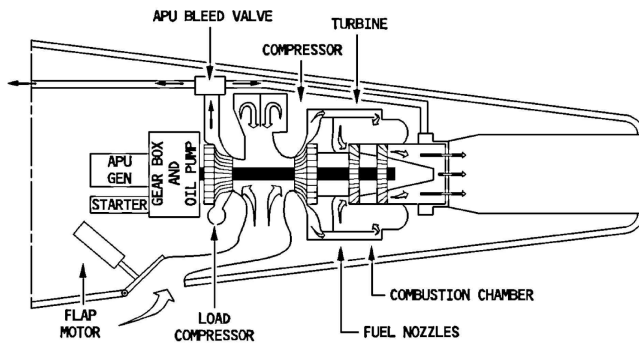 APU BLEED VALVE
TURBINE
COMPRESSOR
APU
GEN
STARTER
GEAR BOX
AND
OIL PUMP
FLAP
MOTOR
LOAD
COMPRESSOR
FUEL NOZZLES
COMBUSTION CHAMBER